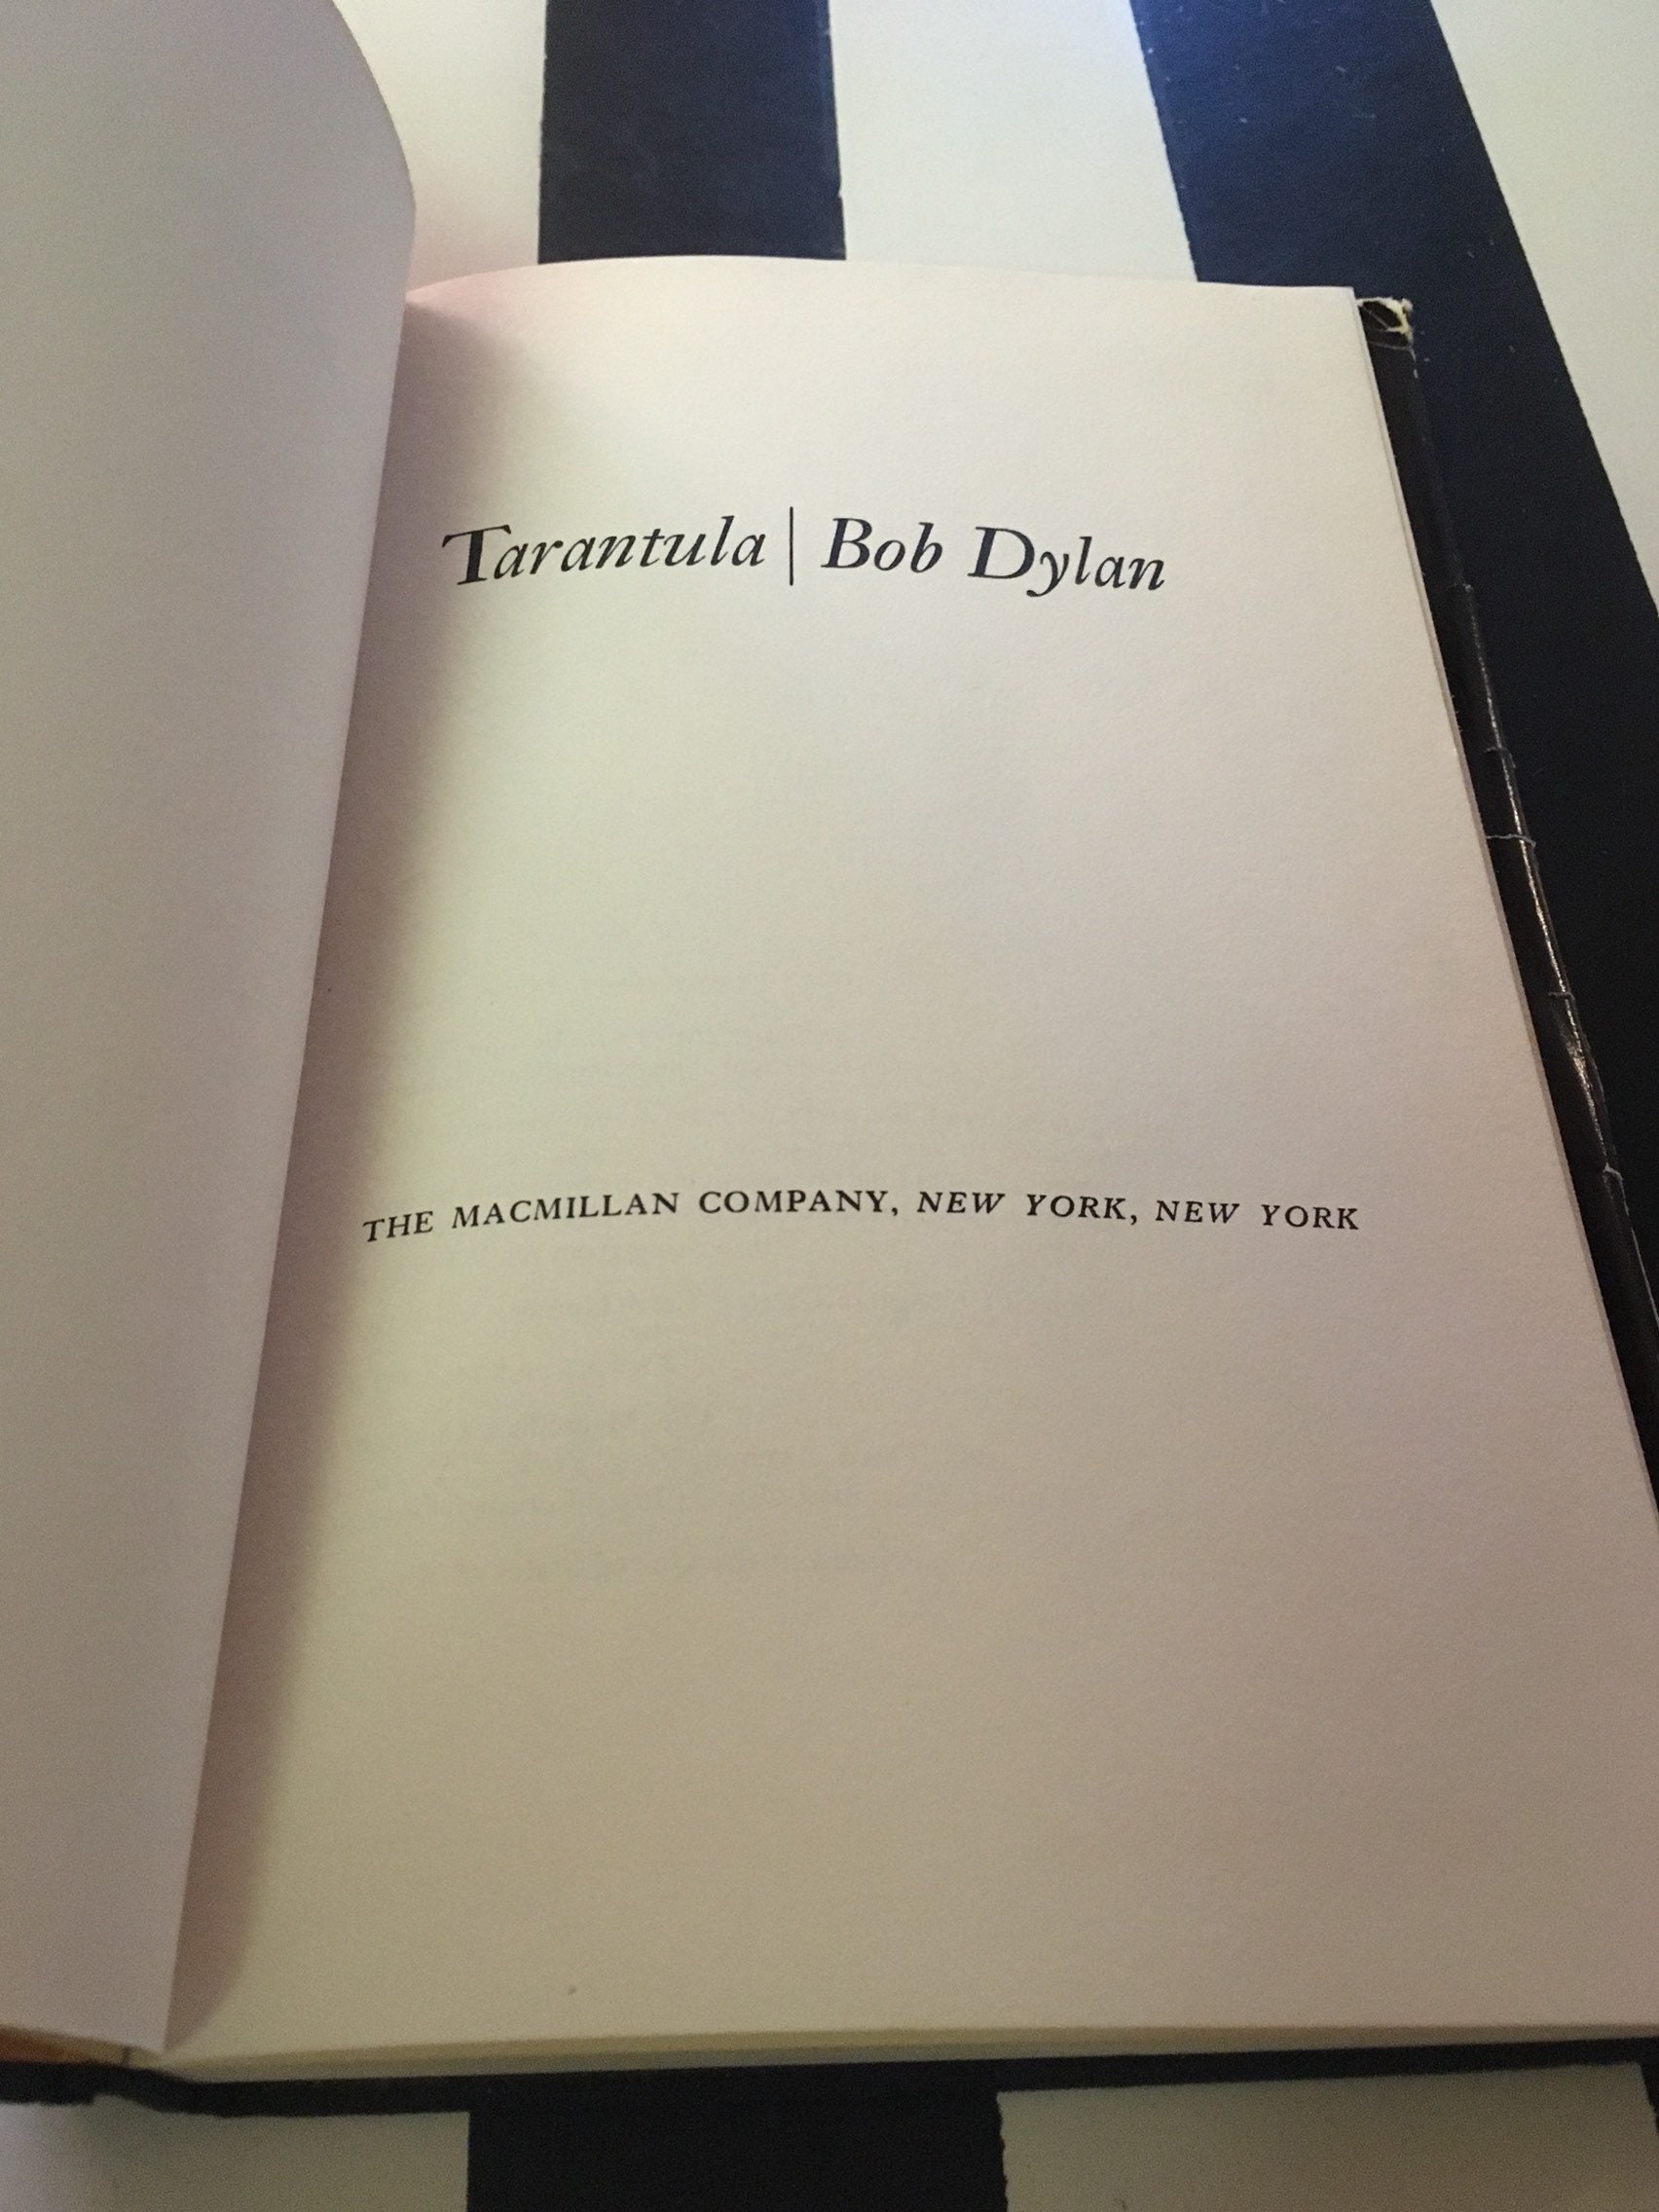 Tarantula | Bob Dylan
THE MACMILLAN COMPANY, NEW YORK, NEW YORK